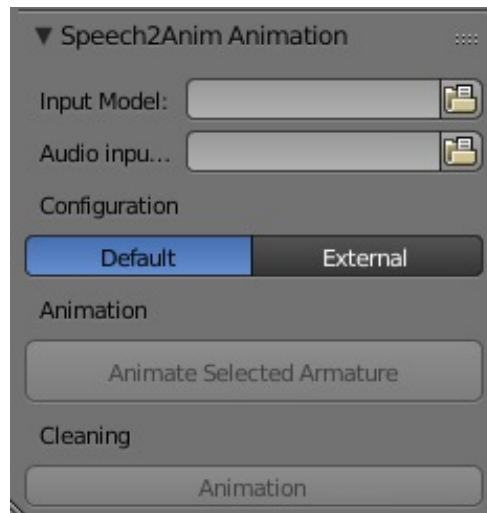 Speech2Anim Animation
Input Model:
Audio inpu...
Configuration
Default External
Animation
Animate Selected Armature
Cleaning
Animation